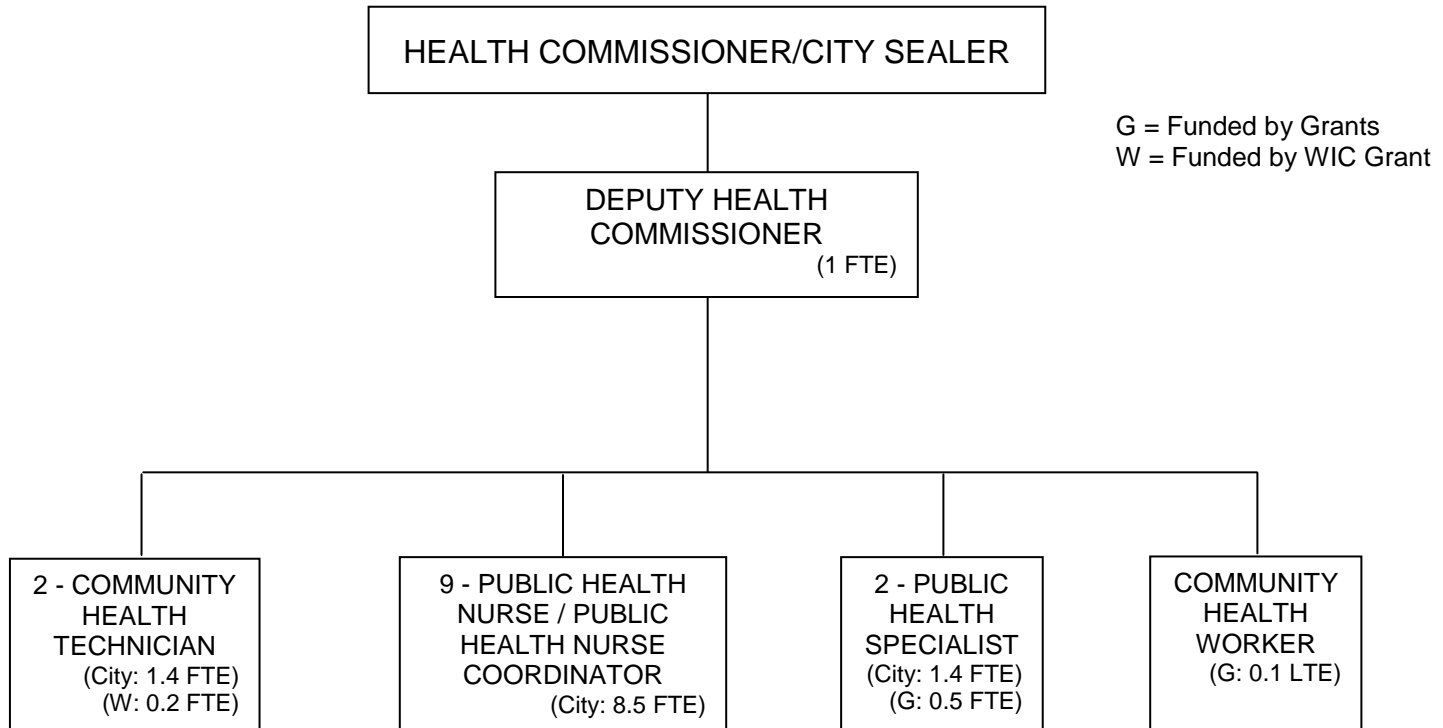 HEALTH COMMISSIONER/CITY SEALER
G = Funded by Grants
W = Funded by WIC Grant
DEPUTY HEALTH
COMMISSIONER
(1 FTE)
2 - COMMUNITY
HEALTH
TECHNICIAN
(City: 1.4 FTE)
(W: 0.2 FTE)
9 - PUBLIC HEALTH
NURSE / PUBLIC
HEALTH NURSE
COORDINATOR
(City: 8.5 FTE)
2 - PUBLIC
HEALTH
SPECIALIST
(City: 1.4 FTE)
(G: 0.5 FTE)
COMMUNITY
HEALTH
WORKER
(G: 0.1 LTE)